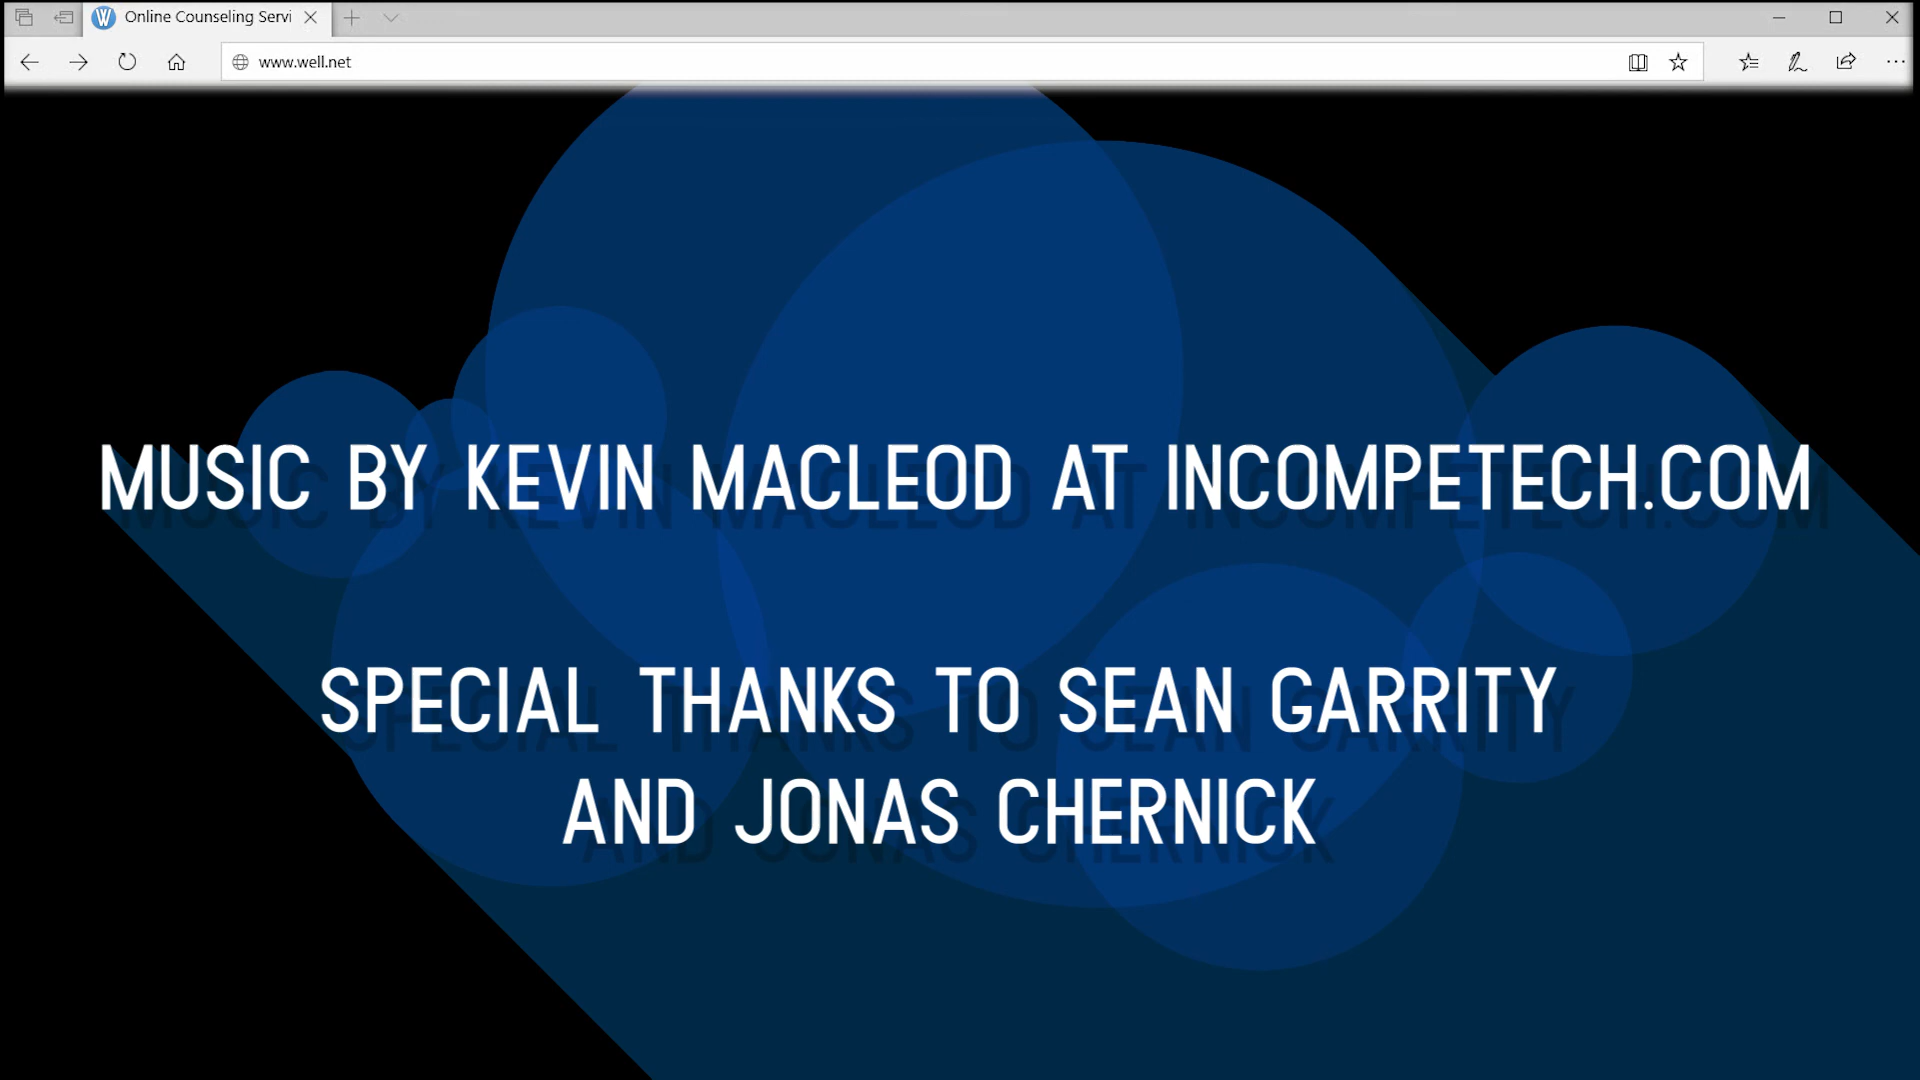 Online Counseling Servi
www.well.net
MUSIC BY KEVIN MACLEOD AT INCOMPETECH.COM
SPECIAL THANKS TO SEAN GARRITY
AND JONAS CHERNICK